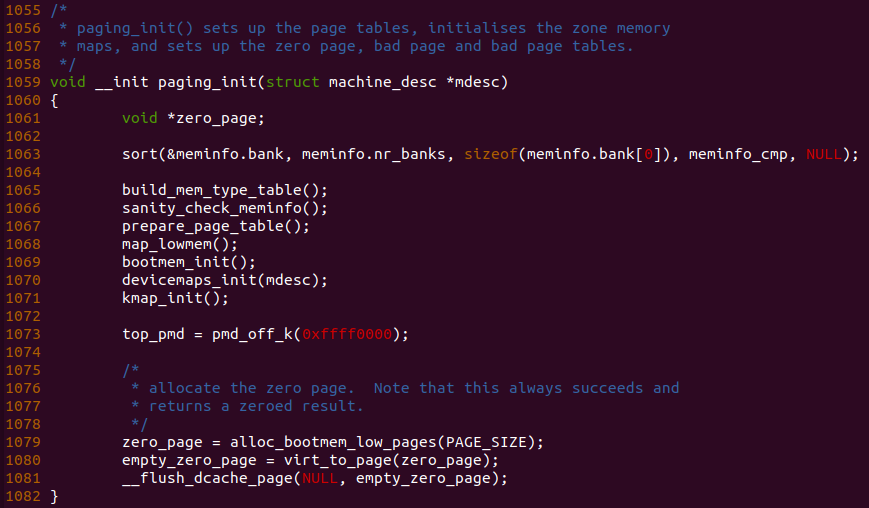 1055 /*
1056  * paging_init() sets up the page tables, initialises the zone memory
1057  * maps, and sets up the zero page, bad page and bad page tables.
1058  */
1059 void __init paging_init(struct machine_desc *mdesc)
1060 {
1061         void *zero_page;
1062
1063         sort(&meminfo.bank, meminfo.nr_banks, sizeof(meminfo.bank[0]), meminfo_cmp, NULL);
1064
1065         build_mem_type_table();
1066         sanity_check_meminfo();
1067         prepare_page_table();
1068         map_lowmem();
1069         bootmem_init();
1070         devicemaps_init(mdesc);
1071         kmap_init();
1072
1073         top_pmd = pmd_off_k(0xffff0000);
1074
1075         /*
1076          * allocate the zero page.  Note that this always succeeds and
1077          * returns a zeroed result.
1078          */
1079         zero_page = alloc_bootmem_low_pages(PAGE_SIZE);
1080         empty_zero_page = virt_to_page(zero_page);
1081         __flush_dcache_page(NULL, empty_zero_page);
1082 }